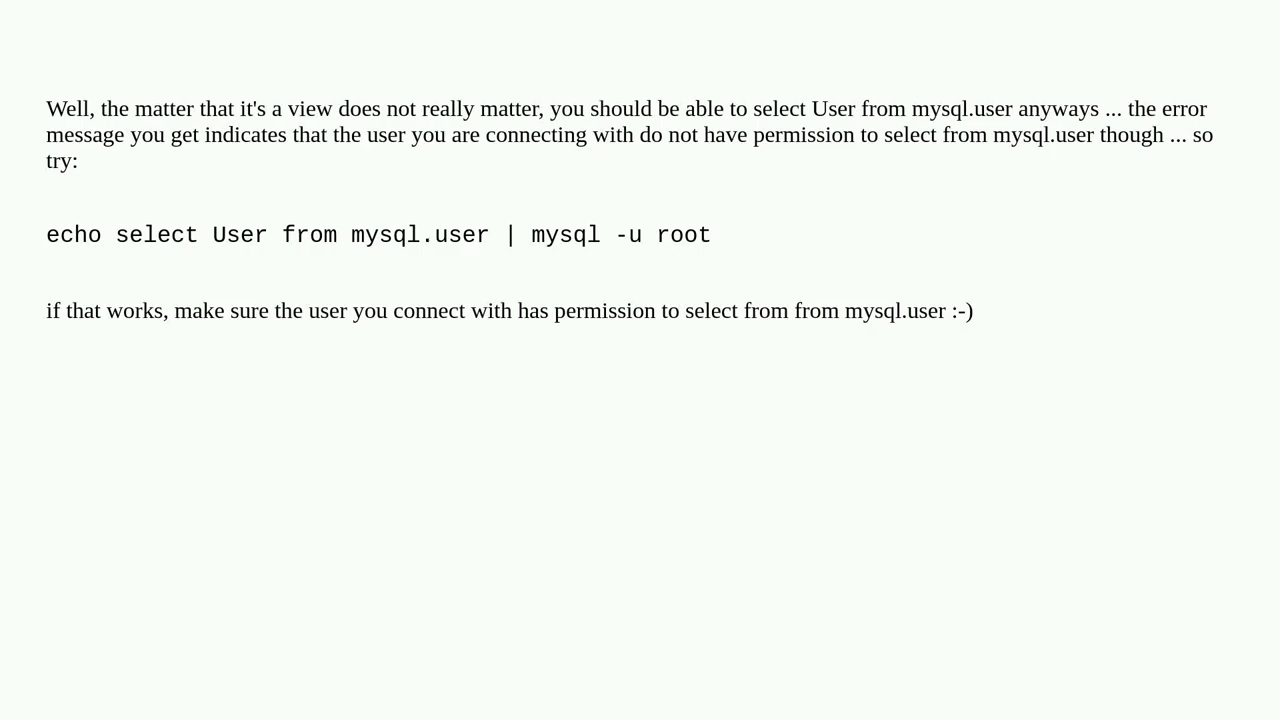 Well, the matter that it's a view does not really matter, you should be able to select User from mysql.user anyways ... the error
message you get indicates that the user you are connecting with do not have permission to select from mysql.user though ... so
try:
echo select User from mysql.user | mysql -u root
if that works, make sure the user you connect with has permission to select from from mysql.user :-)